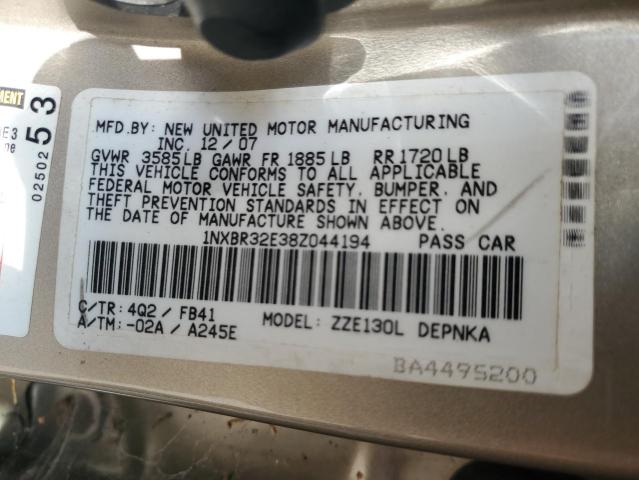 MFD.BY: NEW UNITED MOTOR MANUFACTURING
INC. 12/07
GVWR 3585LB GAWR FR 1885LB RR1720LB
THIS VEHICLE CONFORMS TO ALL APPLICABLE
FEDERAL MOTOR VEHICLE SAFETY, BUMPER, AND
THEFT PREVENTION STANDARDS IN EFFECT ON
THE DATE OF MANUFACTURE SHOWN ABOVE.
1NXBR32E38Z044194 PASS CAR
C/TR: 4Q2 / FB41
A/TM: -02A / A245E
MODEL: ZZE130L DEPNKA
BA4495200
02502
53